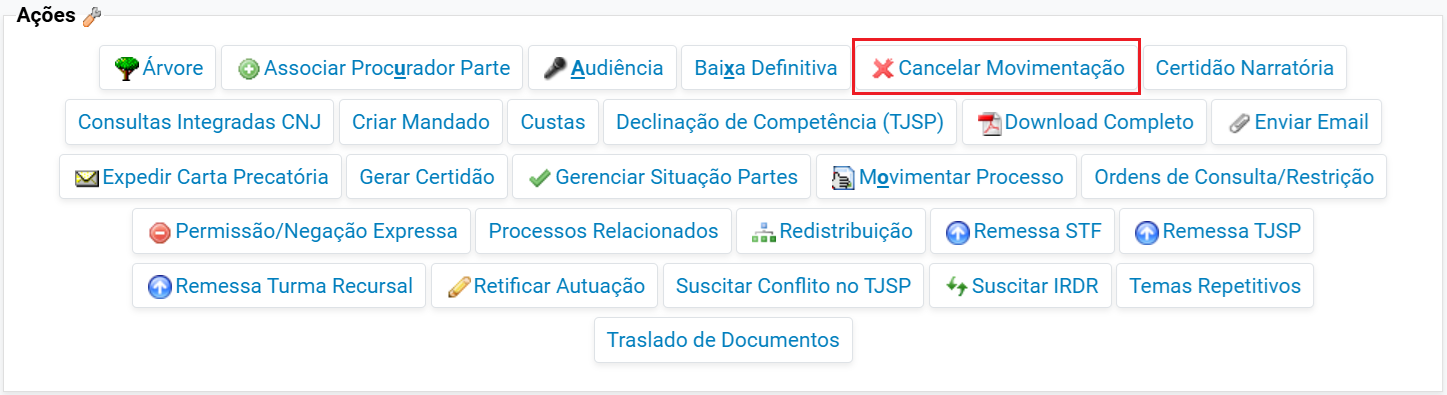 Ações
Árvore Associar Procurador Parte Audiência Baixa Definitiva Cancelar Movimentação Certidão Narratória
Consultas Integradas CNJ Criar Mandado Custas Declinação de Competência (TJSP) Download Completo Enviar Email
Expedir Carta Precatória Gerar Certidão Gerenciar Situação Partes Movimentar Processo Ordens de Consulta/Restrição
Permissão/Negação Expressa Processos Relacionados Redistribuição Remessa STF Remessa TJSP
Remessa Turma Recursal Retificar Autuação Suscitar Conflito no TJSP Suscitar IRDR Temas Repetitivos
Traslado de Documentos